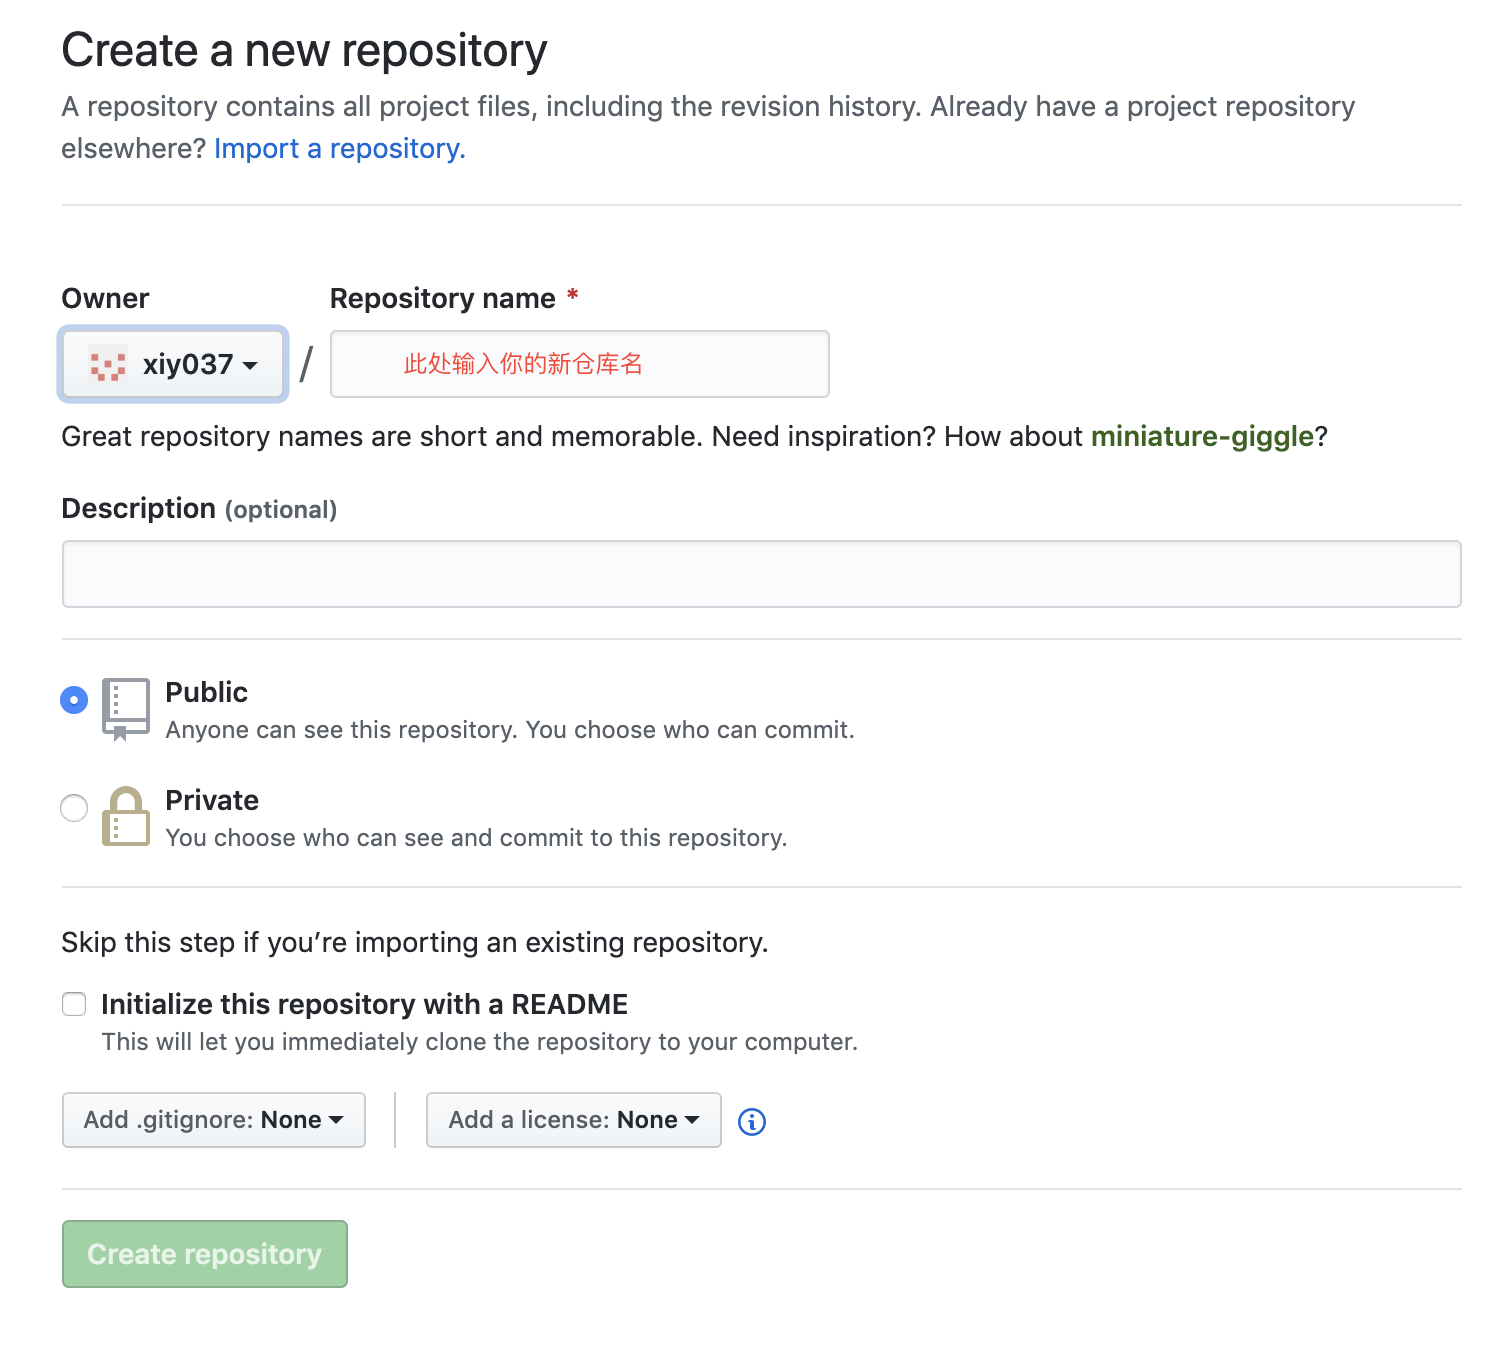 Create a new repository
A repository contains all project files, including the revision history. Already have a project repository
elsewhere? Import a repository.
Owner
Repository name *
xiy037
/
此处输入你的新仓库名
Great repository names are short and memorable. Need inspiration? How about miniature-giggle?
Description (optional)
Public
Anyone can see this repository. You choose who can commit.
Private
You choose who can see and commit to this repository.
Skip this step if you’re importing an existing repository.
Initialize this repository with a README
This will let you immediately clone the repository to your computer.
Add .gitignore: None
Add a license: None
Create repository